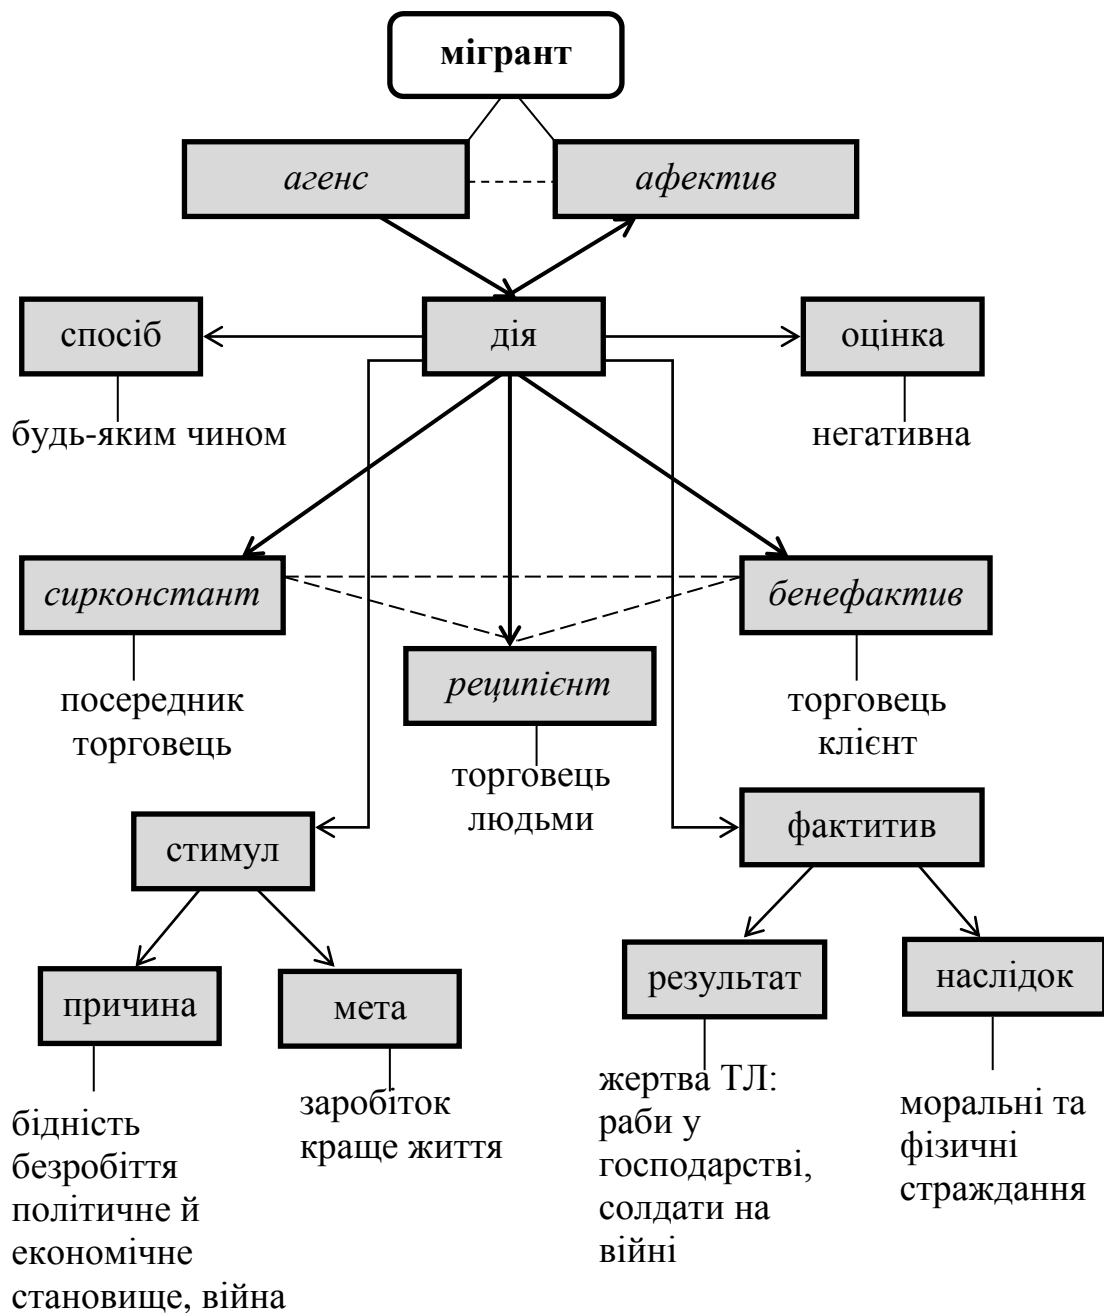 мігрант
агенс
афектив
спосіб
дія
оцінка
будь-яким чином
негативна
сирконстант
бенефактив
реципієнт
посередник
торговець
торговець
клієнт
торговець
людьми
стимул
фактитив
причина
мета
результат
наслідок
бідність
безробіття
політичне й
економічне
становище, війна
заробіток
краще життя
жертва ТЛ:
раби у
господарстві,
солдати на
війні
моральні та
фізичні
страждання